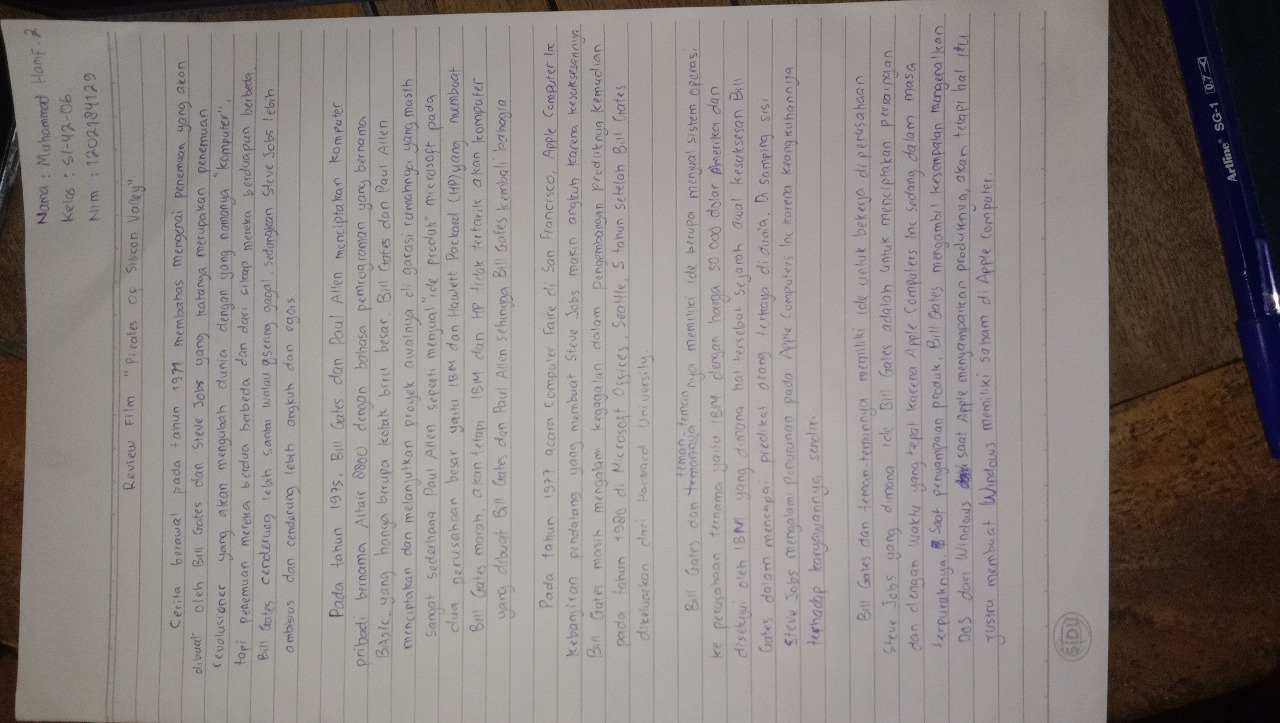 Nama : Muhammad Hanif. Z
Kelas : SI-42-06.
Nim : 1202184129
Review Film "Pirates Of Silicon Valley"
Cerita berawal pada tahun 1971 membahas mengenai penemuan yang akan
dibuat oleh Bill Gates dan Steve Jobs yang katanya merupakan penemuan
revolusioner yang akan mengubah dunia dengan yang namanya "komputer",
tapi penemuan mereka berdua berbeda dan dari sikap mereka berduapun berbeda.
Bill Gates cenderung lebih santai walau sering gagal, sedangkan Steve Jobs lebih
ambisius dan cenderung lebih angkuh dan egois.
Pada tahun 1975, Bill Gates dan Paul Allen menciptakan komputer
pribadi bernama Altair 8800 dengan bahasa pemrograman yang bernama
BASIC, yang hanya berupa kotak biru besar. Bill Gates dan Paul Allen
menciptakan dan melanjutkan proyek awalnya di garasi rumahnya yang masih
sangat sederhana. Paul Allen seperti menjual "ide produk" microsoft pada
dua perusahaan besar yaitu IBM dan Hawlett Packard (HP) yang membuat
Bill Gates marah, akan tetapi IBM dan HP tidak tertarik akan komputer
yang dibuat Bill Gates dan Paul Allen sehingga Bill Gates kembali bahagia.
Pada tahun 1977 acara Computer Faire di San Francisco, Apple Computer Inc
kebanjiran pendatang yang membuat Steve Jobs makin angkuh karena kesuksesannya
Bill Gates masih mengalami kegagalan dalam pengembangan produknya kemudian
pada tahun 1980 di Microsoft Offices, Seattle, 5 tahun setelah Bill Gates
dikeluarkan dari Harward University.
Bill Gates dan teman-temannya memiliki ide berupa menjual sistem operasi
ke perusahaan ternama yaitu IBM dengan harga 50 000 dolar Amerika dan
disetujui oleh IBM yang dimana hal tersebut sejarah awal kesuksesan Bill
Gates dalam mencapai predikat orang terkaya di dunia. Di samping sisi
Steve Jobs mengalami penurunan pada Apple Computers Inc karena keangkuhannya
terhadap karyawannya sendiri.
Bill Gates dan teman-temannya memiliki ide untuk bekerja di perusahaan
Steve Jobs yang dimana ide Bill Gates adalah untuk menciptakan persaingan
dan dengan waktu yang tepat karena Apple Computers Inc sedang dalam masa
terpuruknya. Saat penyampaian produk, Bill Gates mengambil kesempatan mengenalkan
DOS dari Windows saat Apple menyampaikan produknya, akan tetapi hal itu
justru membuat Windows memiliki saham di Apple Computer.
SiDU
Artline SG-1 0.7